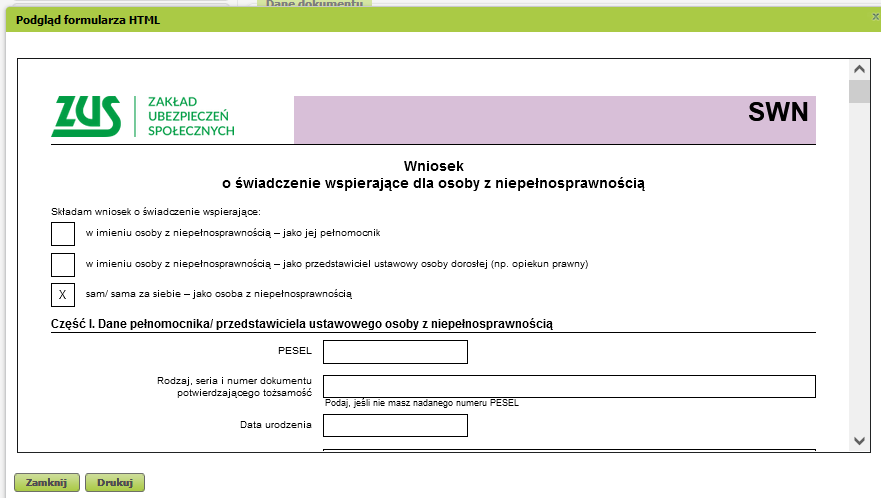 Dane dokumentu
Podgląd formularza HTML
x
ZUS
ZAKŁAD
UBEZPIECZEŃ
SPOŁECZNYCH
SWN
Wniosek
o świadczenie wspierające dla osoby z niepełnosprawnością
Składam wniosek o świadczenie wspierające:
w imieniu osoby z niepełnosprawnością – jako jej pełnomocnik
w imieniu osoby z niepełnosprawnością – jako przedstawiciel ustawowy osoby dorosłej (np. opiekun prawny)
X sam/ sama za siebie – jako osoba z niepełnosprawnością
Część I. Dane pełnomocnika/ przedstawiciela ustawowego osoby z niepełnosprawnością
PESEL
Rodzaj, seria i numer dokumentu
potwierdzającego tożsamość
Podaj, jeśli nie masz nadanego numeru PESEL
Data urodzenia
Zamknij Drukuj